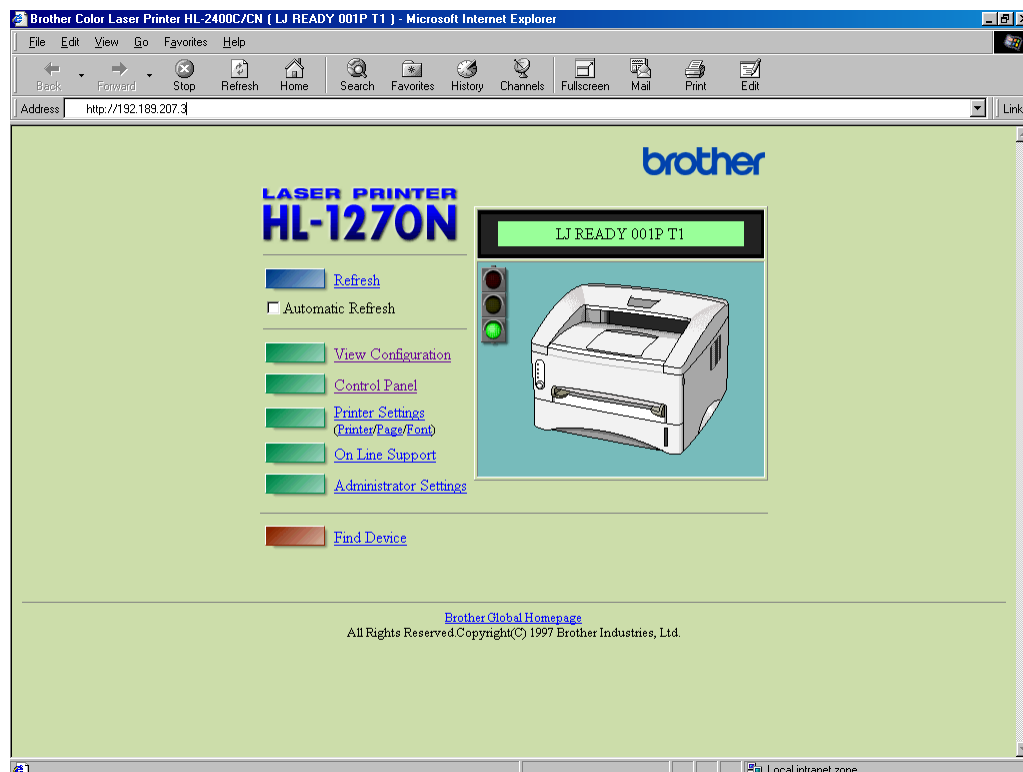 Brother Color Laser Printer HL-2400C/CN ( LJ READY 001P T1 ) - Microsoft Internet Explorer
File Edit View Go Favorites Help
Back Forward Stop Refresh Home Search Favorites History Channels Fullscreen Mail Print Edit
Address http://192.189.207.3 Link
brother
LASER PRINTER
HL-1270N
LJ READY 001P T1
Refresh
Automatic Refresh
View Configuration
Control Panel
Printer Settings
(Printer/Page/Font)
On Line Support
Administrator Settings
Find Device
Brother Global Homepage
All Rights Reserved.Copyright(C) 1997 Brother Industries, Ltd.
Local intranet zone